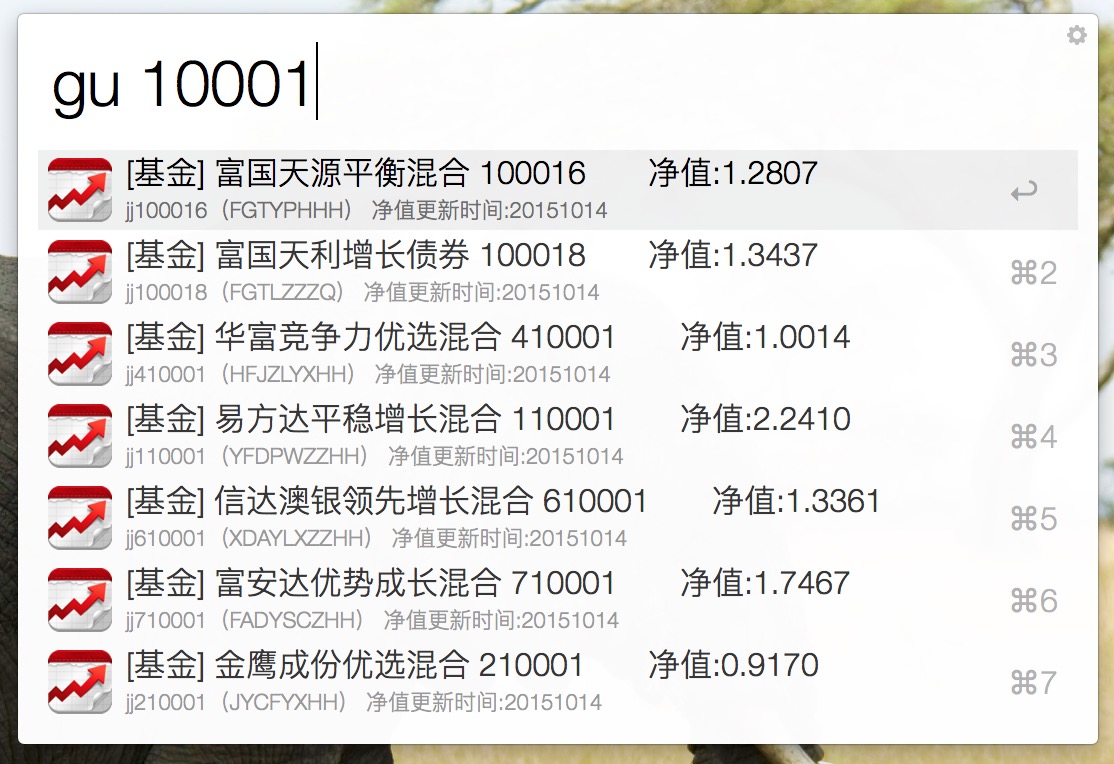 gu 10001
[基金] 富国天源平衡混合 100016 净值:1.2807
jj100016（FGTYPHHH） 净值更新时间:20151014
[基金] 富国天利增长债券 100018 净值:1.3437
⌘2
jj100018（FGTLZZZQ） 净值更新时间:20151014
[基金] 华富竞争力优选混合 410001 净值:1.0014
⌘3
jj410001（HFJZLYXHH） 净值更新时间:20151014
[基金] 易方达平稳增长混合 110001 净值:2.2410
⌘4
jj110001（YFDPWZZHH） 净值更新时间:20151014
[基金] 信达澳银领先增长混合 610001 净值:1.3361
⌘5
jj610001（XDAYLXZZHH） 净值更新时间:20151014
[基金] 富安达优势成长混合 710001 净值:1.7467
⌘6
jj710001（FADYSCZHH） 净值更新时间:20151014
[基金] 金鹰成份优选混合 210001 净值:0.9170
⌘7
jj210001（JYCFYXHH） 净值更新时间:20151014